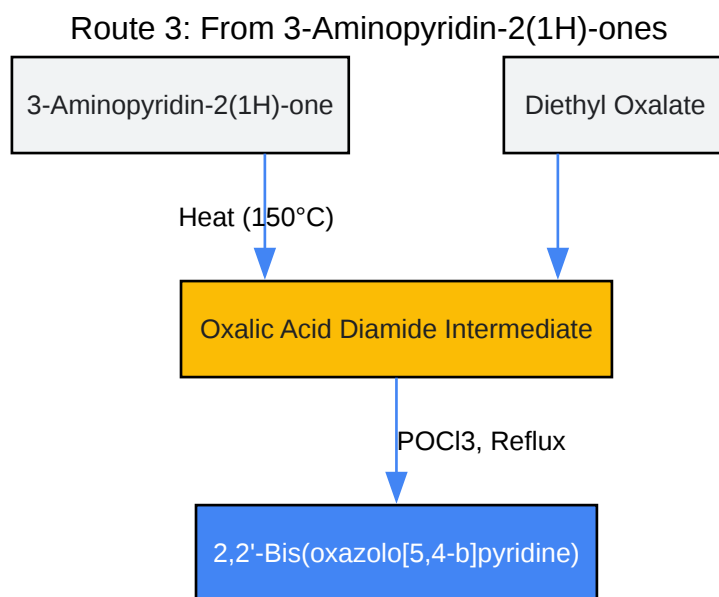 Route 3: From 3-Aminopyridin-2(1H)-ones
3-Aminopyridin-2(1H)-one
Diethyl Oxalate
Heat (150°C)
Oxalic Acid Diamide Intermediate
POCl3, Reflux
2,2'-Bis(oxazolo[5,4-b]pyridine)